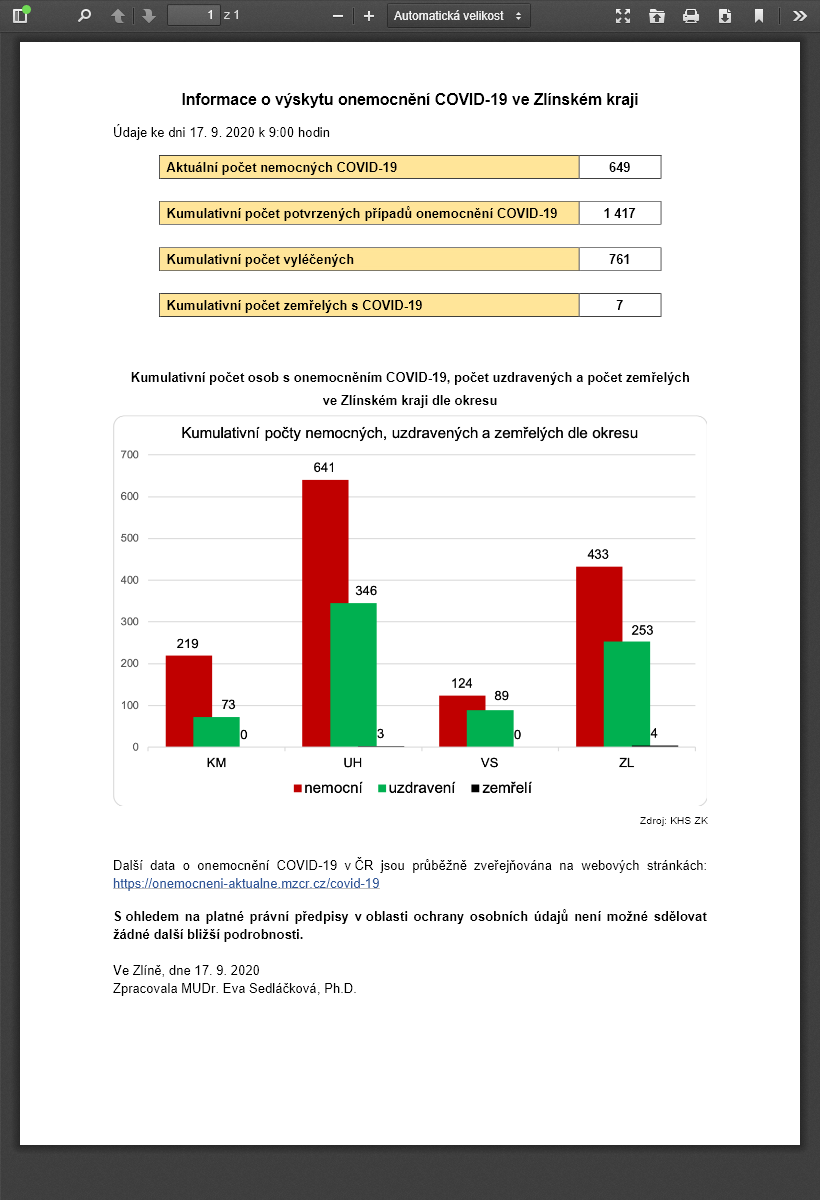 1 z 1
Automatická velikost
Informace o výskytu onemocnění COVID-19 ve Zlínském kraji
Údaje ke dni 17. 9. 2020 k 9:00 hodin
Aktuální počet nemocných COVID-19 649
Kumulativní počet potvrzených případů onemocnění COVID-19 1 417
Kumulativní počet vyléčených 761
Kumulativní počet zemřelých s COVID-19 7
Kumulativní počet osob s onemocněním COVID-19, počet uzdravených a počet zemřelých
ve Zlínském kraji dle okresu
Kumulativní počty nemocných, uzdravených a zemřelých dle okresu
700
600
500
400
300
200
100
0
219 73 0
641 346 3
124 89 0
433 253 4
KM UH VS ZL
nemocní uzdravení zemřelí
Zdroj: KHS ZK
Další data o onemocnění COVID-19 v ČR jsou průběžně zveřejňována na webových stránkách:
https://onemocneni-aktualne.mzcr.cz/covid-19
S ohledem na platné právní předpisy v oblasti ochrany osobních údajů není možné sdělovat
žádné další bližší podrobnosti.
Ve Zlíně, dne 17. 9. 2020
Zpracovala MUDr. Eva Sedláčková, Ph.D.